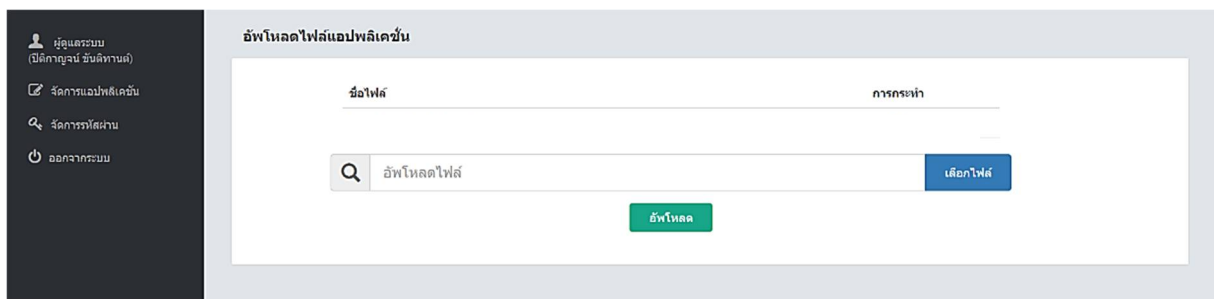 ผู้ดูแลระบบ
(ปิติกาญจน์ ขันติทานต์)
จัดการแอปพลิเคชัน
จัดการรหัสผ่าน
ออกจากระบบ
อัพโหลดไฟล์แอปพลิเคชั่น
ชื่อไฟล์ การกระทำ
อัพโหลดไฟล์ เลือกไฟล์
อัพโหลด